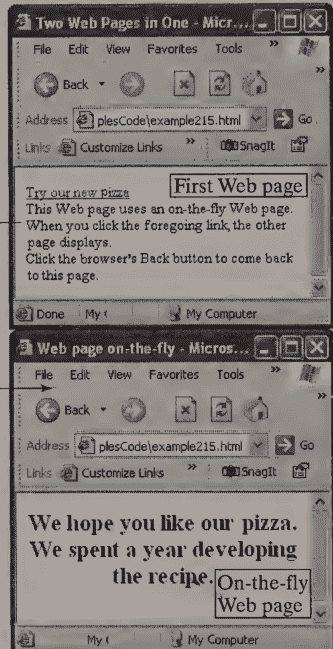 Two Web Pages in One - Micr...
File Edit View Favorites Tools »
Back
»
Address plesCode\example215.html Go
Links Customize Links » SnagIt
First Web page
Try our new pizza
This Web page uses an on-the-fly Web page.
When you click the foregoing link, the other
page displays.
Click the browser's Back button to come back
to this page.
Done My ( My Computer
Web page on-the-fly - Micros...
File Edit View Favorites Tools »
Back
»
Address plesCode\example215.html Go
Links Customize Links » SnagIt
We hope you like our pizza.
We spent a year developing
the recipe.
On-the-fly
Web page
My ( My Computer